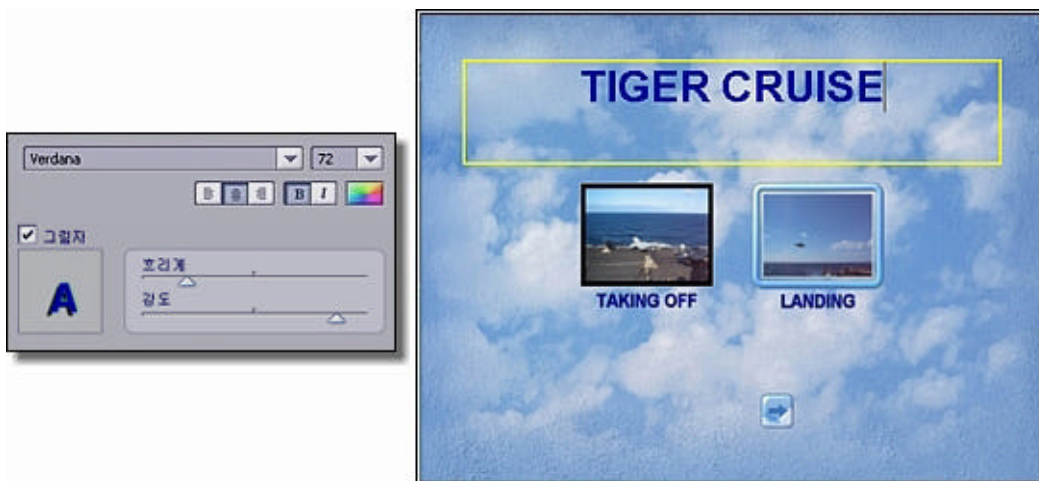 Verdana
72
B I
그림자
흐리게
강도
A
TIGER CRUISE
TAKING OFF
LANDING